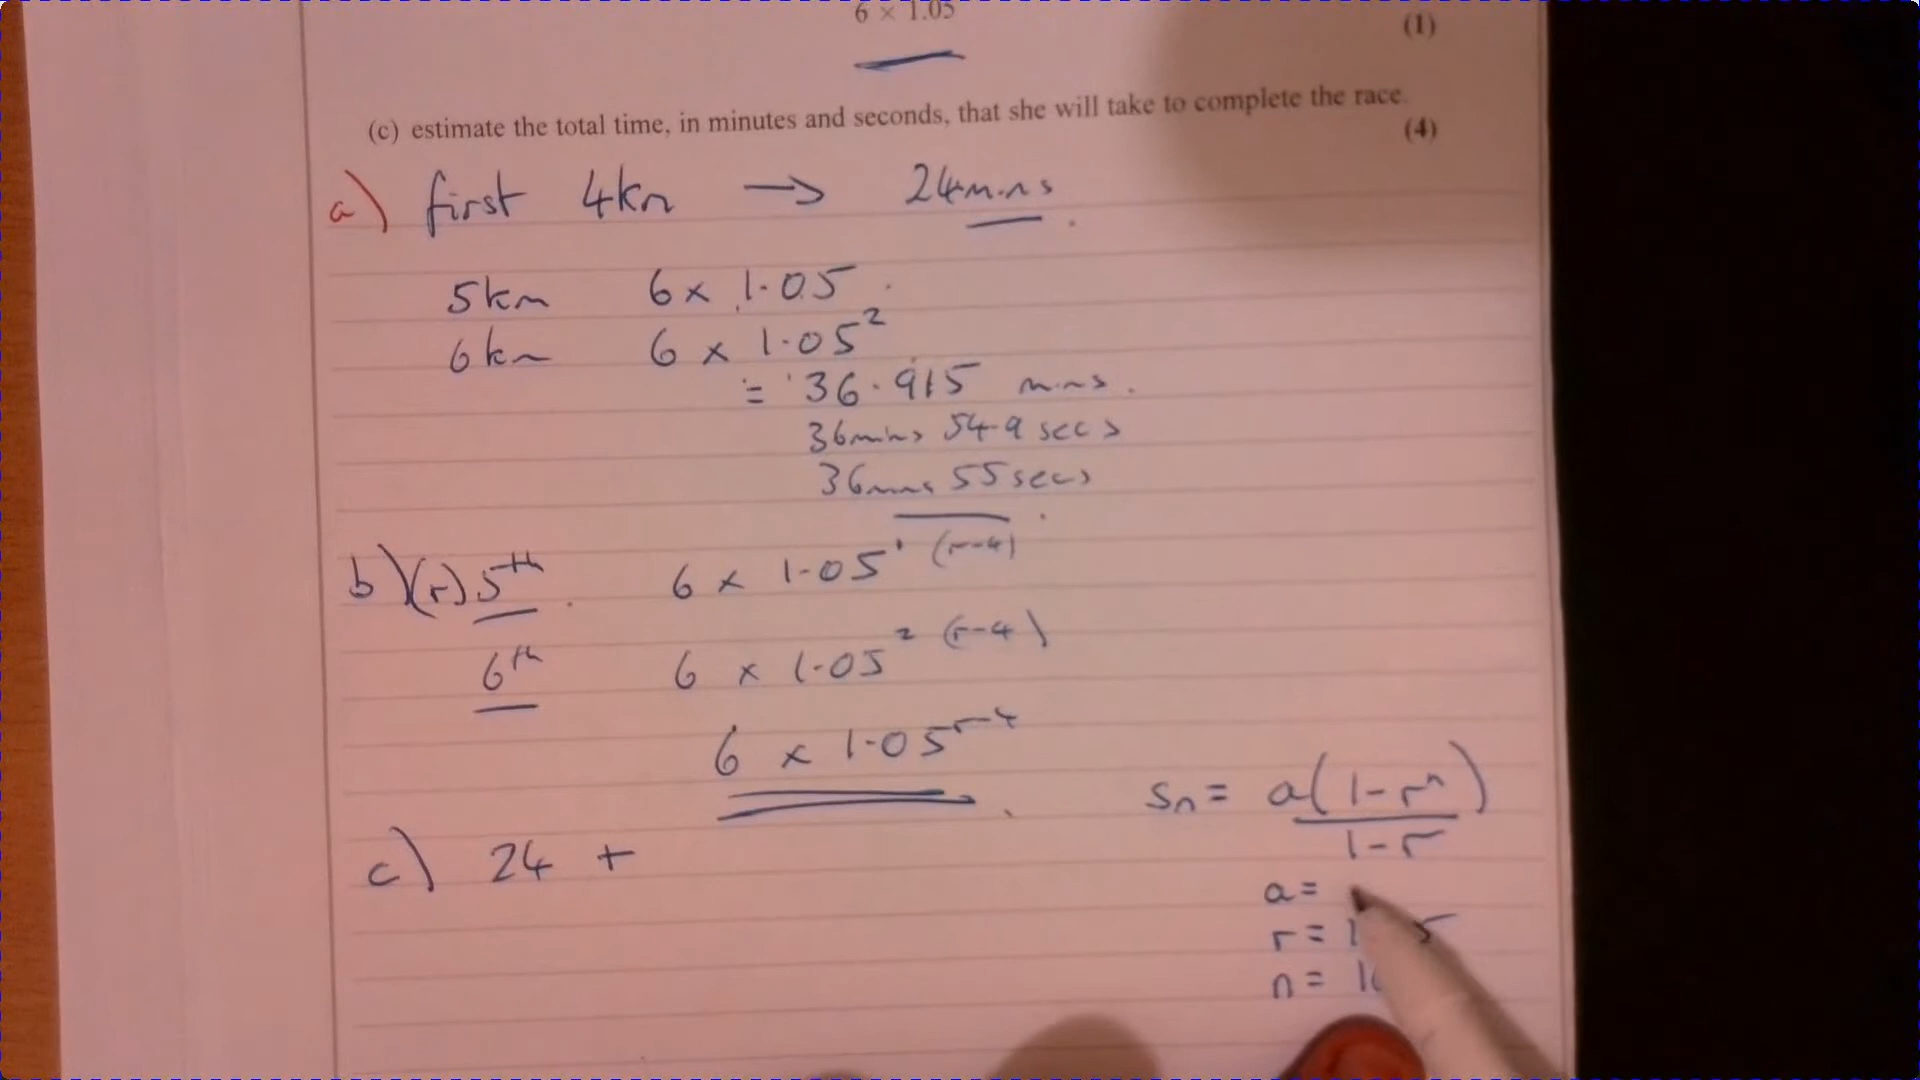 6 × 1.05
(1)
(c) estimate the total time, in minutes and seconds, that she will take to complete the race.
(4)
a) first 4km → 24mins
5km 6 × 1.05
6km 6 × 1.05²
= 36.915 mins.
36mins 54.9 secs
36mins 55secs
b) (r) 5th 6 × 1.05¹ (r-4)
6th 6 × 1.05² (r-4)
6 × 1.05^r-4
Sn = a(1-rⁿ)
1-r
c) 24 +
a =
r =
n =